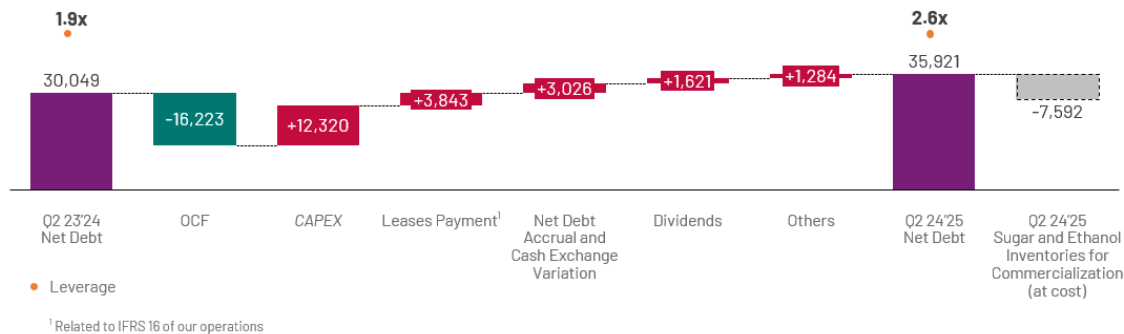 1.9x
2.6x
30,049
-16,223
+12,320
+3,843
+3,026
+1,621
+1,284
35,921
-7,592
Q2 23'24
Net Debt
OCF
CAPEX
Leases Payment¹
Net Debt
Accrual and
Cash Exchange
Variation
Dividends
Others
Q2 24'25
Net Debt
Q2 24'25
Sugar and Ethanol
Inventories for
Commercialization
(at cost)
Leverage
¹ Related to IFRS 16 of our operations